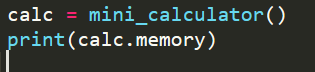 calc = mini_calculator()
print(calc.memory)